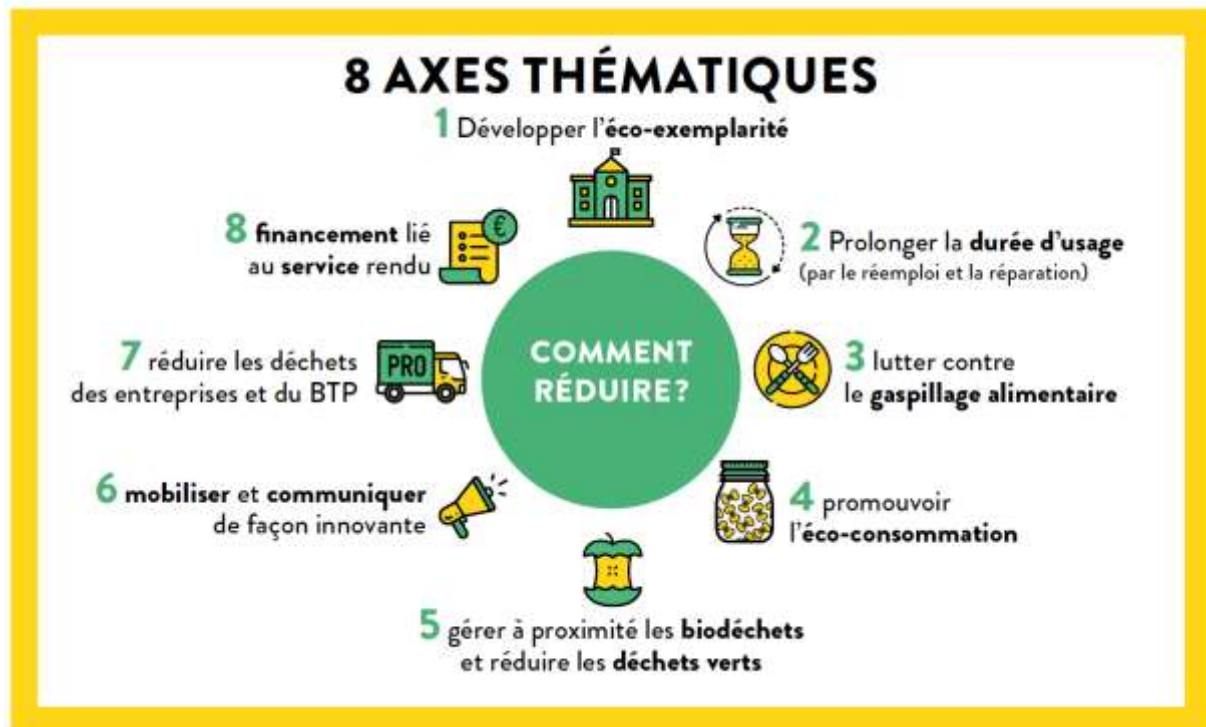 8 AXES THÉMATIQUES
1 Développer l'éco-exemplarité
2 Prolonger la durée d'usage
(par le réemploi et la réparation)
3 lutter contre
le gaspillage alimentaire
4 promouvoir
l'éco-consommation
5 gérer à proximité les biodéchets
et réduire les déchets verts
6 mobiliser et communiquer
de façon innovante
7 réduire les déchets
des entreprises et du BTP
PRO
8 financement lié
au service rendu
€
COMMENT
RÉDUIRE?